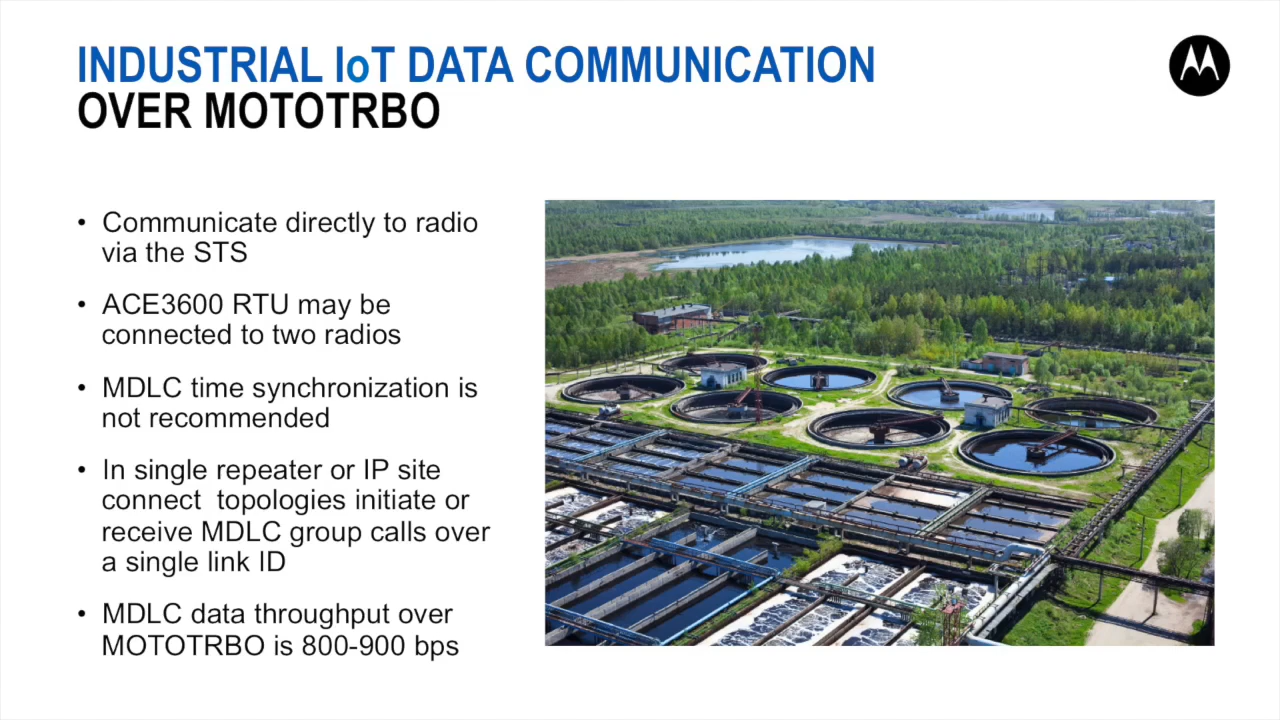 INDUSTRIAL IoT DATA COMMUNICATION
OVER MOTOTRBO
• Communicate directly to radio
via the STS
• ACE3600 RTU may be
connected to two radios
• MDLC time synchronization is
not recommended
• In single repeater or IP site
connect  topologies initiate or
receive MDLC group calls over
a single link ID
• MDLC data throughput over
MOTOTRBO is 800-900 bps